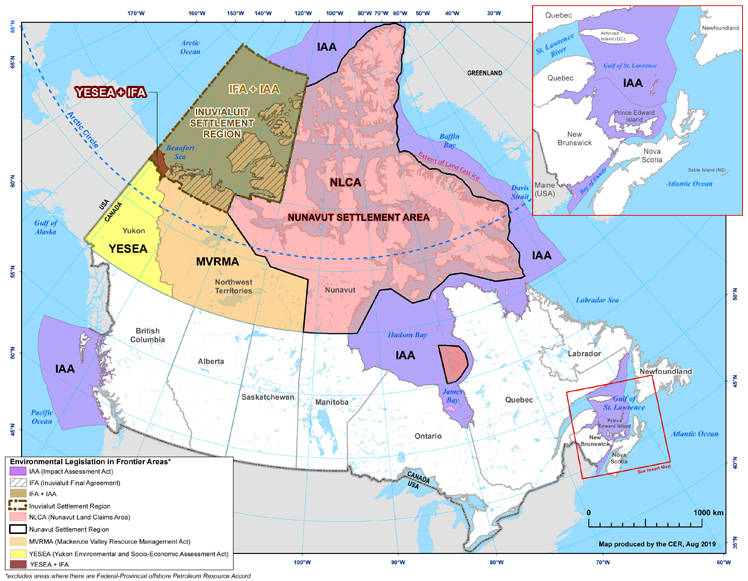 65°N
66°N
80°W
70°W
60°W
50°W
40°W
30°W
Arctic
Ocean
IAA
GREENLAND
YESEA + IFA
IFA + IAA
INUVIALUIT
SETTLEMENT
REGION
Beaufort
Sea
Arctic Circle
Baffin
Bay
Extent of Land Fast Ice
NLCA
NUNAVUT SETTLEMENT AREA
Davis
Strait
60°N
USA
CANADA
Gulf of
Alaska
Yukon
YESEA
MVRMA
Northwest
Territories
Nunavut
IAA
55°N
50°N
Labrador Sea
Hudson Bay
IAA
IAA
British
Columbia
Alberta
Saskatchewan
Manitoba
Ontario
James
Bay
Quebec
Labrador
Newfoundland
50°N
45°N
45°N
Pacific
Ocean
Gulf of
St. Lawrence
Prince
Edward Island
New
Brunswick
Nova
Scotia
See Inset Map
Atlantic Ocean
40°N
35°N
CANADA
USA
110°W
100°W
90°W
80°W
0
1000 km
Map produced by the CER, Aug 2019
Quebec
Newfoundland
Anticosti
Island (QC)
St. Lawrence
River
Gulf of St. Lawrence
Quebec
IAA
Prince Edward
Island
New
Brunswick
Nova
Scotia
Sable Island (NS)
Maine
(USA)
Bay of Fundy
Atlantic Ocean
Environmental Legislation in Frontier Areas*
IAA (Impact Assessment Act)
IFA (Inuvialuit Final Agreement)
IFA + IAA
Inuvialuit Settlement Region
NLCA (Nunavut Land Claims Area)
Nunavut Settlement Region
MVRMA (Mackenzie Valley Resource Management Act)
YESEA (Yukon Environmental and Socio-Economic Assessment Act)
YESEA + IFA
*excludes areas where there are Federal-Provincial offshore Petroleum Resource Accord